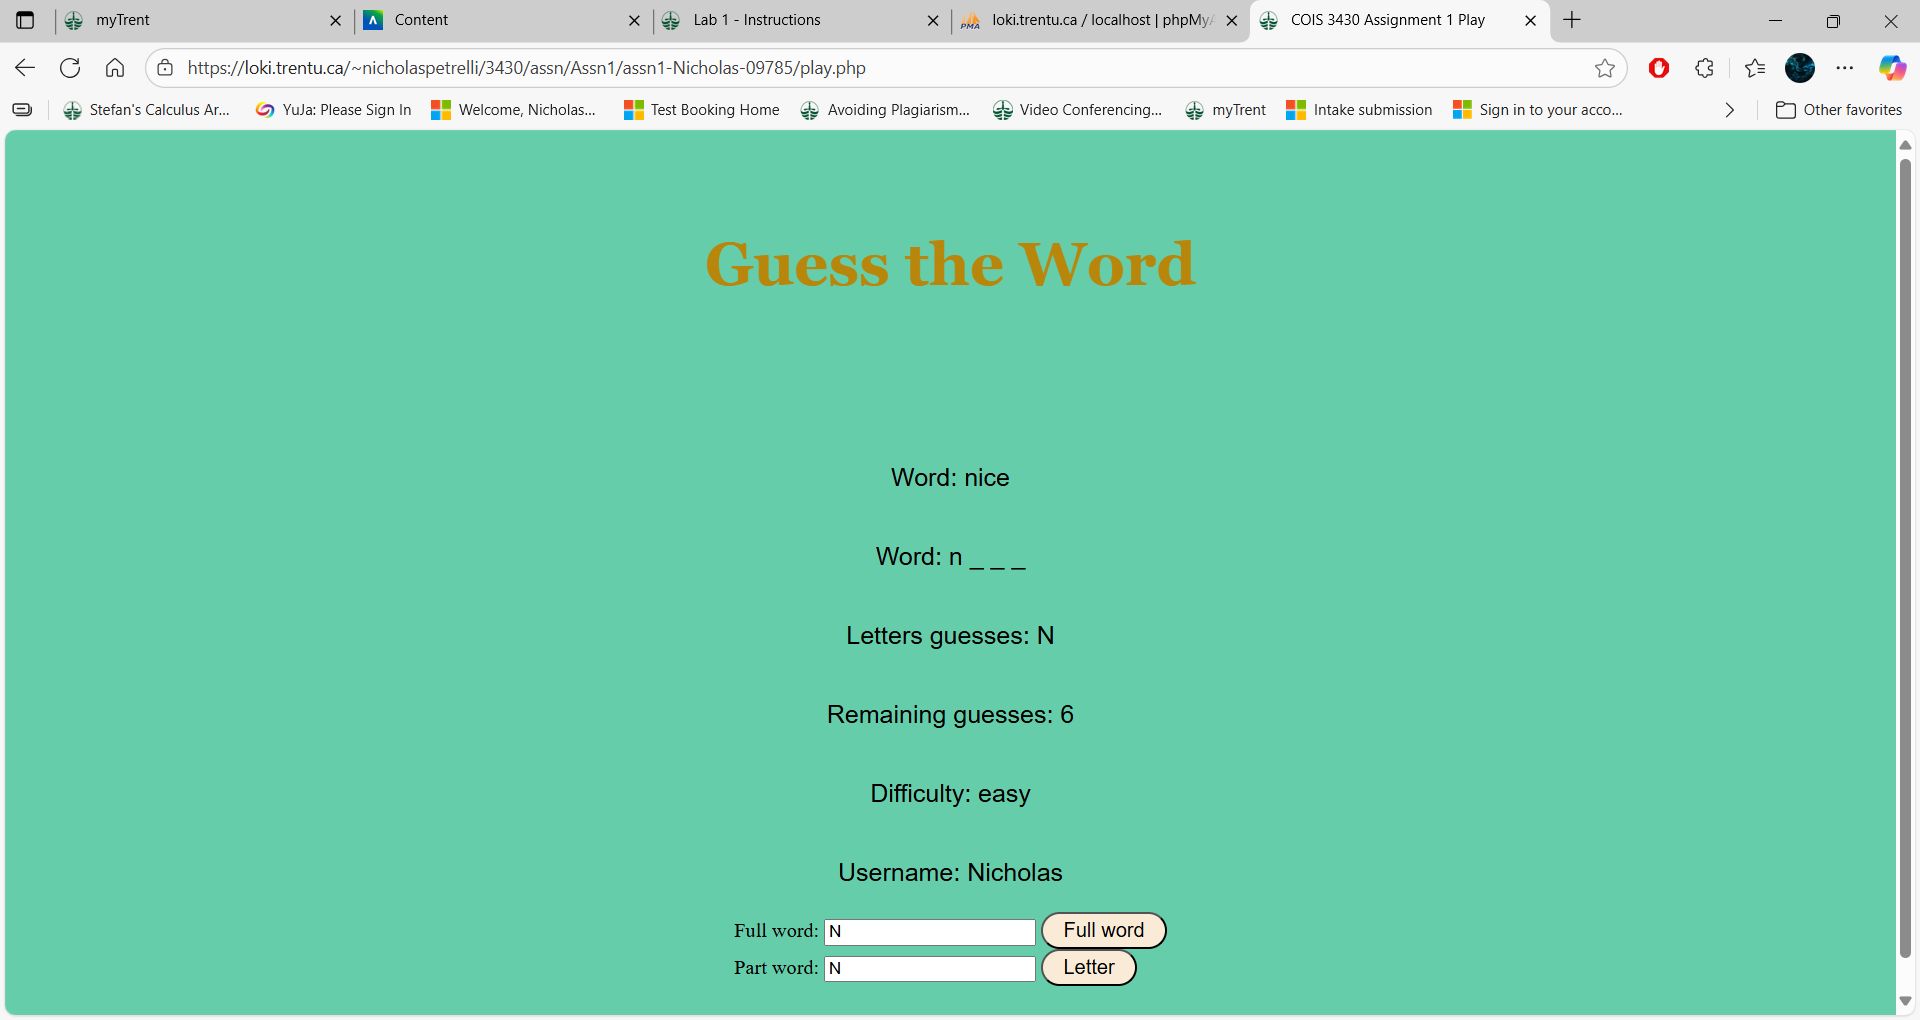 myTrent
Content
Lab 1 - Instructions
loki.trentu.ca / localhost | phpMyA
COIS 3430 Assignment 1 Play
https://loki.trentu.ca/~nicholaspetrelli/3430/assn/Assn1/assn1-Nicholas-09785/play.php
Stefan's Calculus Ar...
YuJa: Please Sign In
Welcome, Nicholas...
Test Booking Home
Avoiding Plagiarism...
Video Conferencing...
myTrent
Intake submission
Sign in to your acco...
Other favorites
Guess the Word
Word: nice
Word: n _ _ _
Letters guesses: N
Remaining guesses: 6
Difficulty: easy
Username: Nicholas
Full word: N Full word
Part word: N Letter